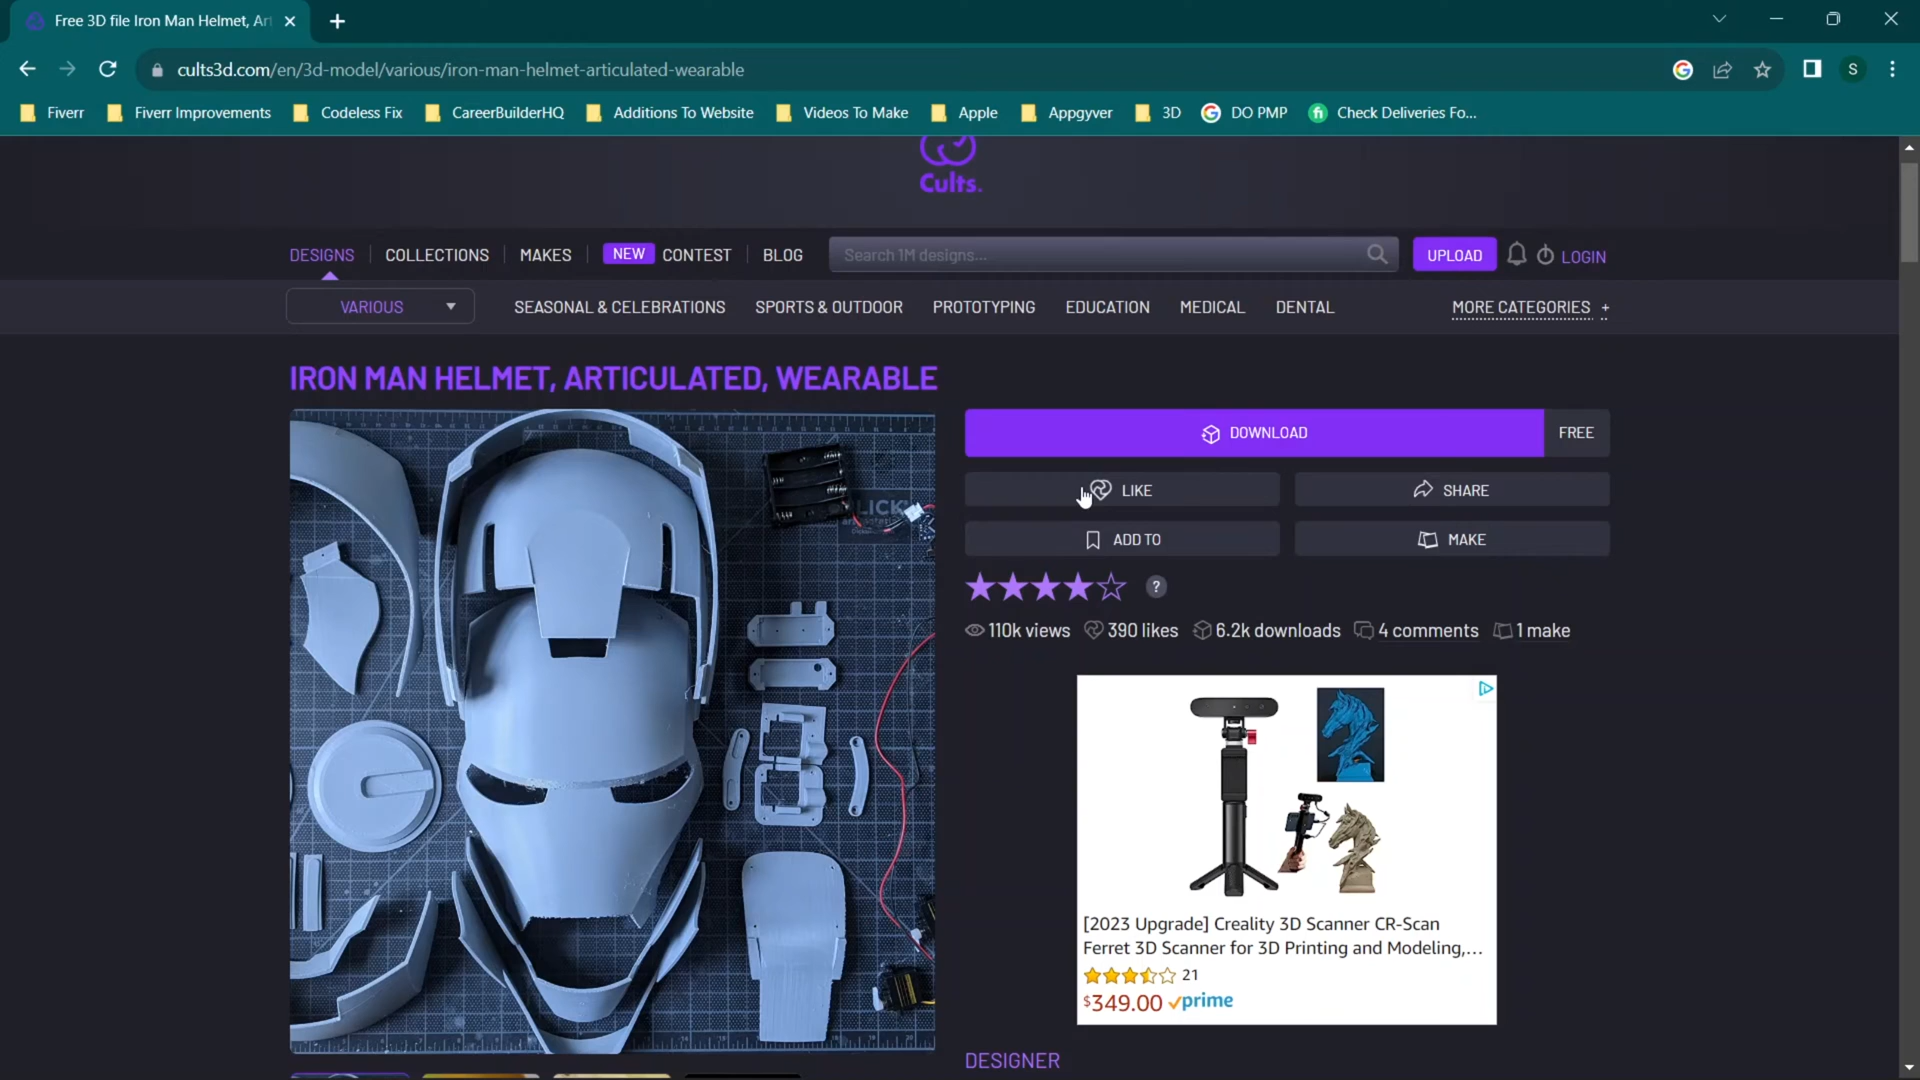 Free 3D file Iron Man Helmet, Ar
cults3d.com/en/3d-model/various/iron-man-helmet-articulated-wearable
S
Fiverr
Fiverr Improvements
Codeless Fix
CareerBuilderHQ
Additions To Website
Videos To Make
Apple
Appgyver
3D
DO PMP
Check Deliveries Fo...
Cults.
DESIGNS
COLLECTIONS
MAKES
NEW CONTEST
BLOG
Search 1M designs...
UPLOAD
LOGIN
VARIOUS
SEASONAL & CELEBRATIONS
SPORTS & OUTDOOR
PROTOTYPING
EDUCATION
MEDICAL
DENTAL
MORE CATEGORIES +
IRON MAN HELMET, ARTICULATED, WEARABLE
DOWNLOAD
FREE
LIKE
SHARE
ADD TO
MAKE
?
110k views
390 likes
6.2k downloads
4 comments
1 make
[2023 Upgrade] Creality 3D Scanner CR-Scan
Ferret 3D Scanner for 3D Printing and Modeling,...
21
$349.00 prime
DESIGNER